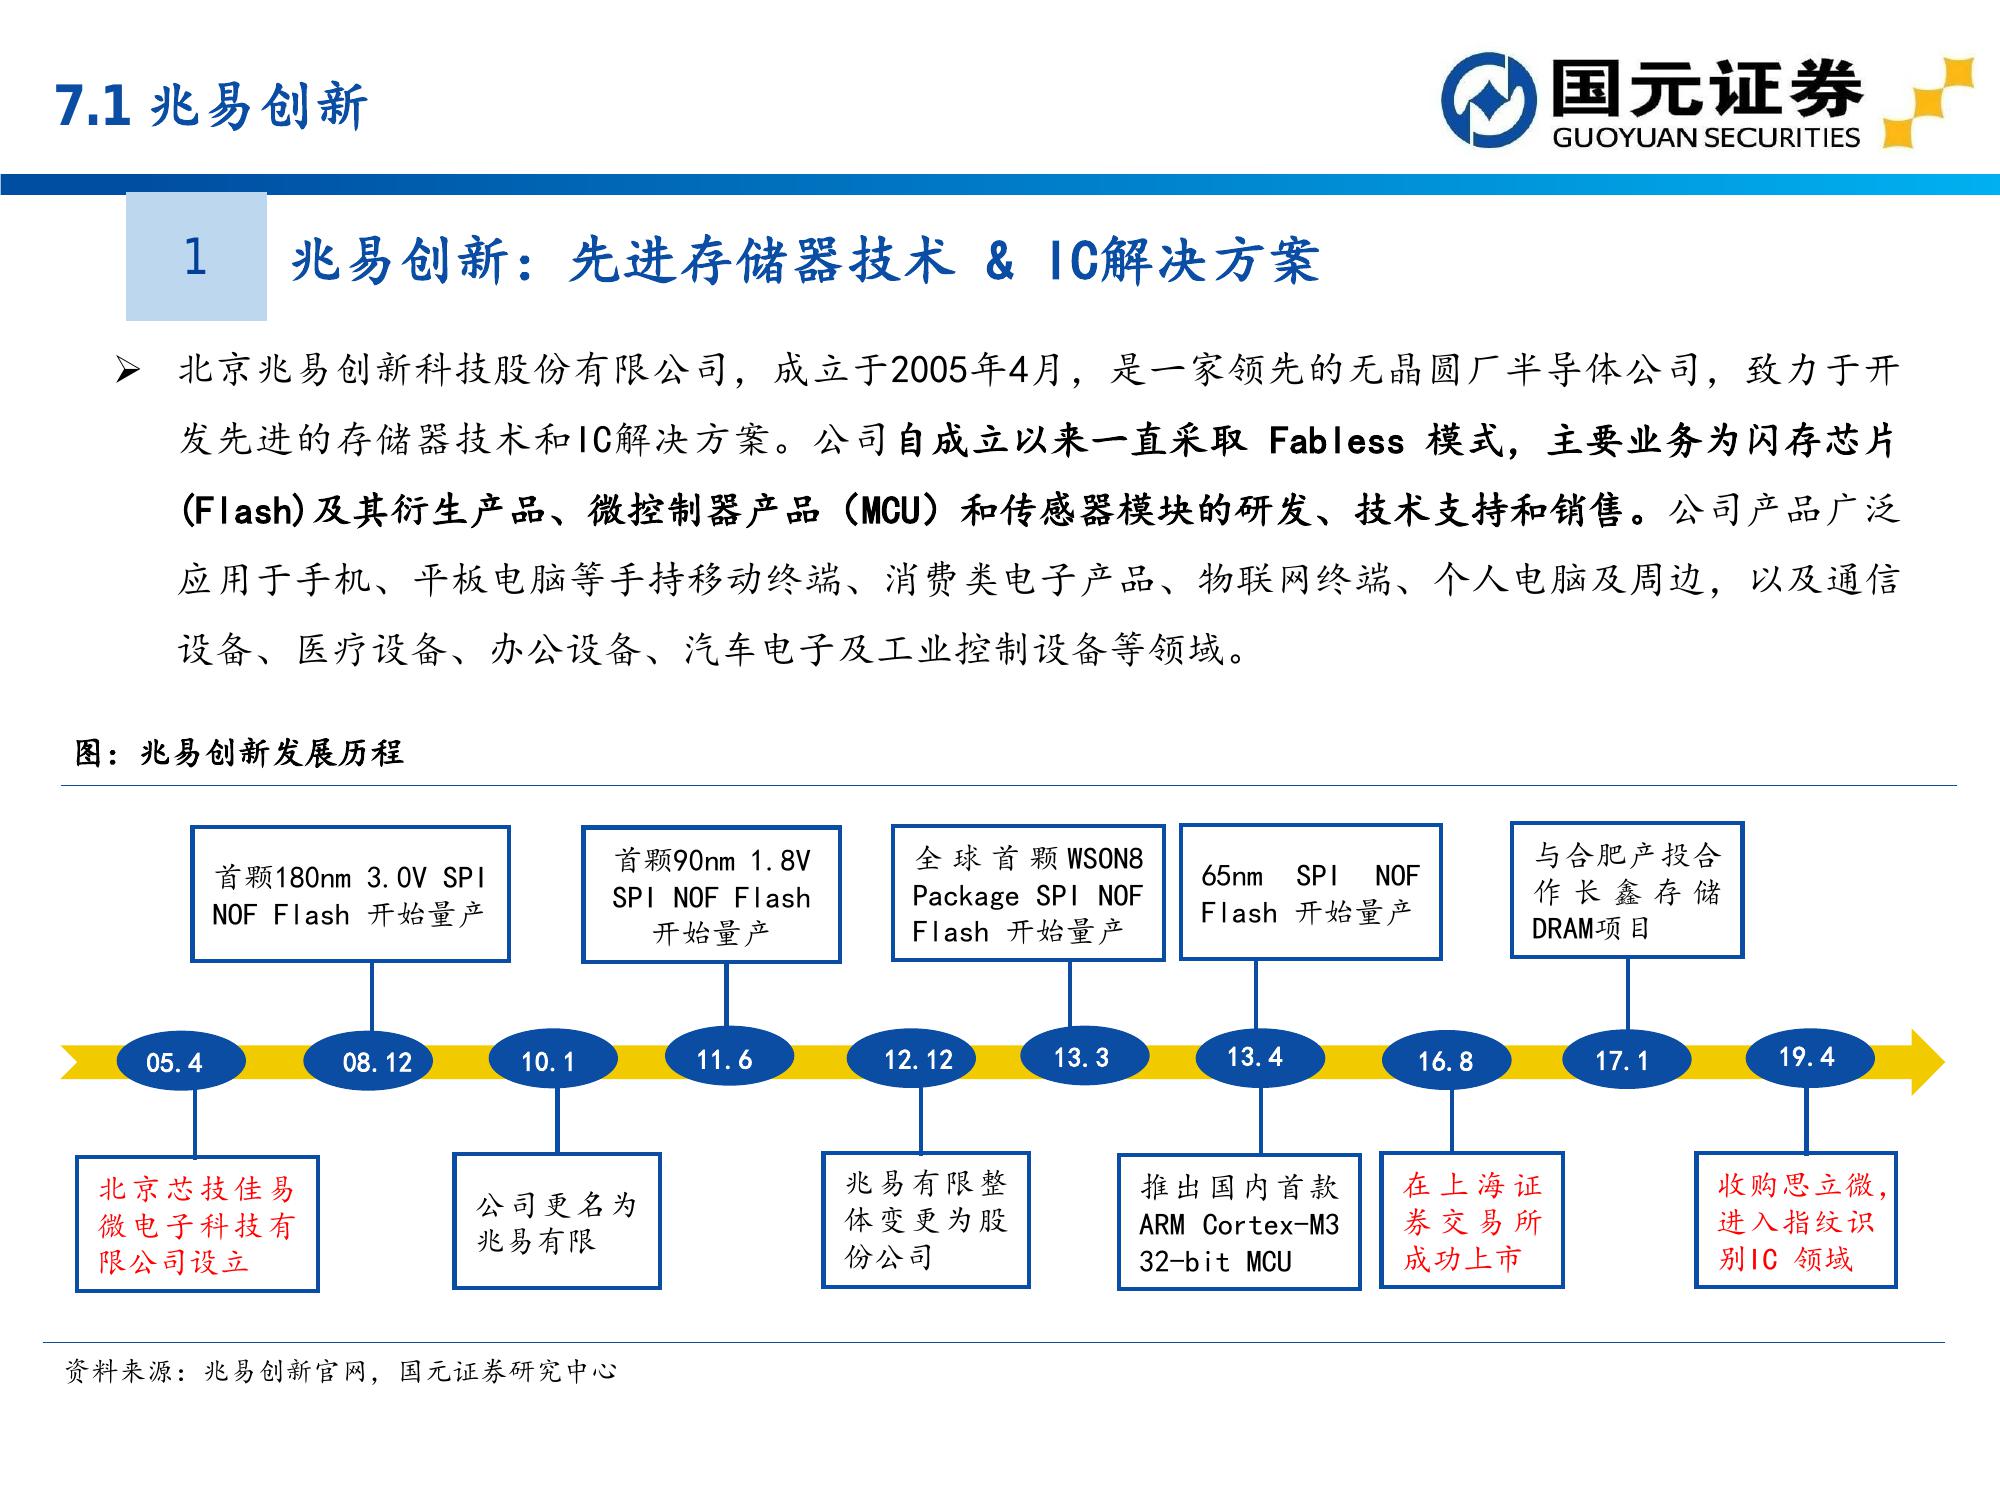 7.1 兆易创新
国元证券
GUOYUAN SECURITIES
1
兆易创新：先进存储器技术 & IC解决方案
➢ 北京兆易创新科技股份有限公司，成立于2005年4月，是一家领先的无晶圆厂半导体公司，致力于开
发先进的存储器技术和IC解决方案。公司自成立以来一直采取 Fabless 模式，主要业务为闪存芯片
(Flash)及其衍生产品、微控制器产品（MCU）和传感器模块的研发、技术支持和销售。公司产品广泛
应用于手机、平板电脑等手持移动终端、消费类电子产品、物联网终端、个人电脑及周边，以及通信
设备、医疗设备、办公设备、汽车电子及工业控制设备等领域。
图：兆易创新发展历程
首颗180nm 3.0V SPI
NOF Flash 开始量产
首颗90nm 1.8V
SPI NOF Flash
开始量产
全球首颗WSON8
Package SPI NOF
Flash 开始量产
65nm SPI NOF
Flash 开始量产
与合肥产投合
作长鑫存储
DRAM项目
05.4
08.12
10.1
11.6
12.12
13.3
13.4
16.8
17.1
19.4
北京芯技佳易
微电子科技有
限公司设立
公司更名为
兆易有限
兆易有限整
体变更为股
份公司
推出国内首款
ARM Cortex-M3
32-bit MCU
在上海证
券交易所
成功上市
收购思立微，
进入指纹识
别IC 领域
资料来源：兆易创新官网，国元证券研究中心